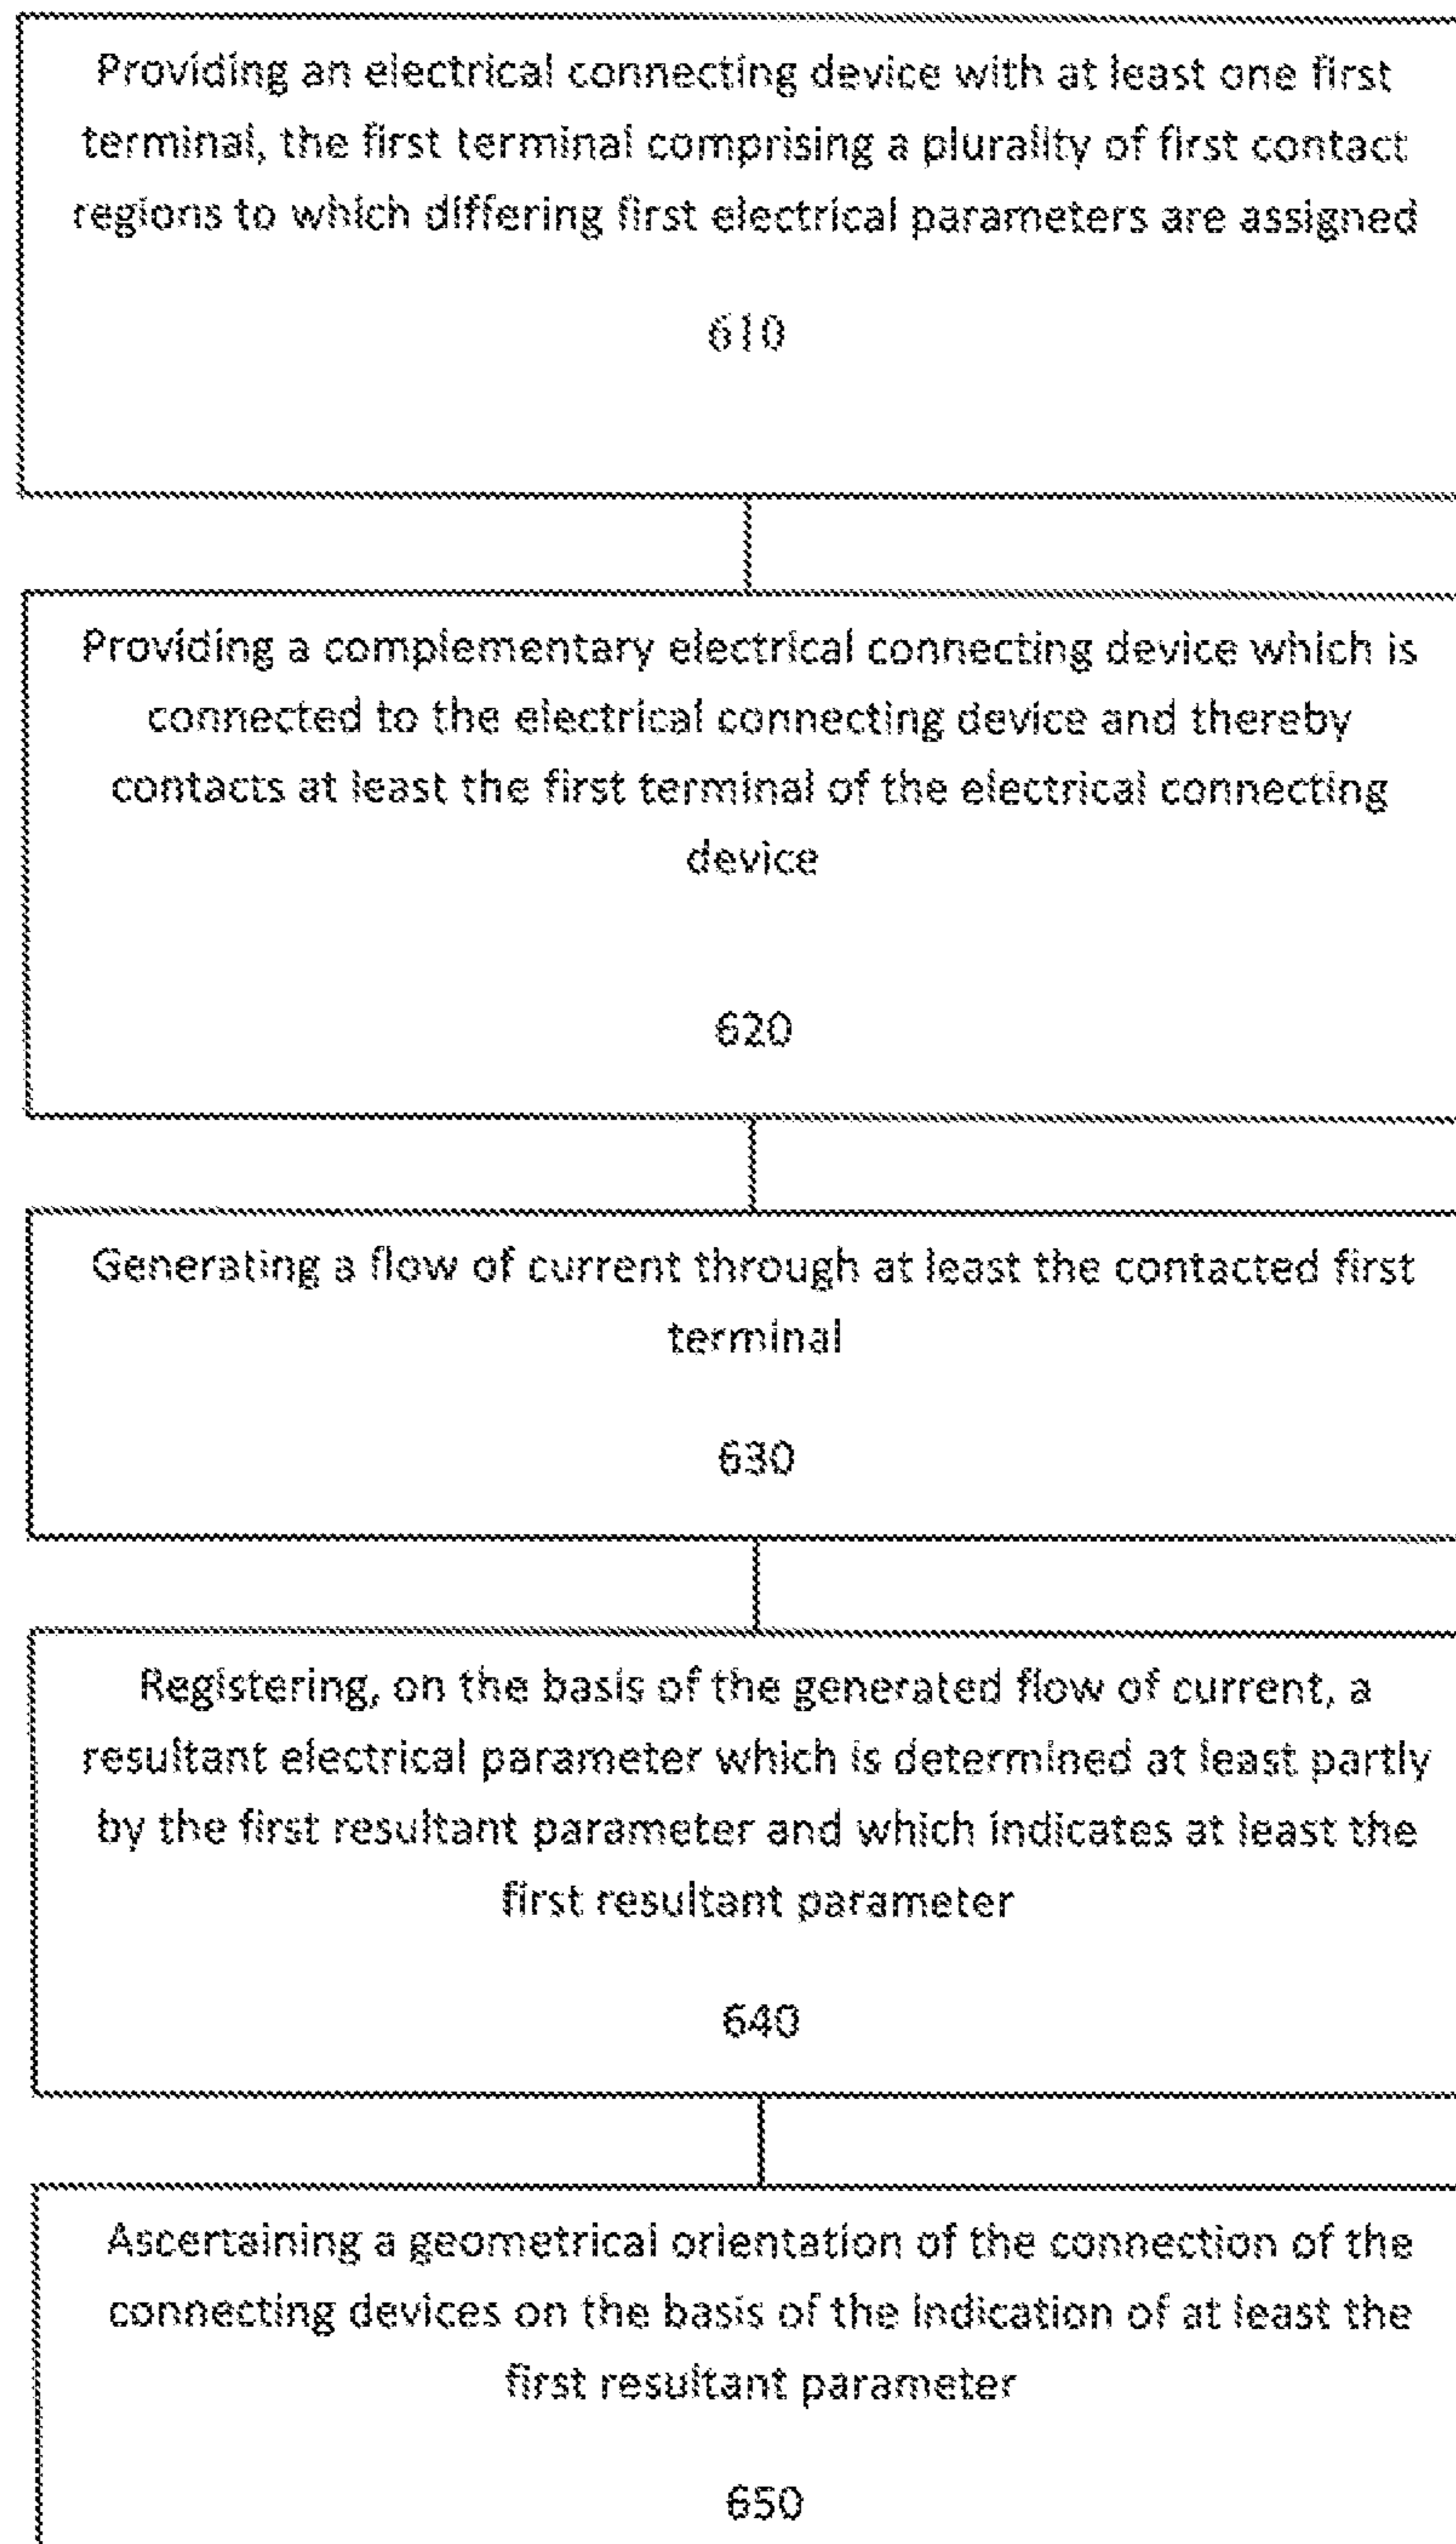 Providing an electrical connecting device with at least one first
terminal, the first terminal comprising a plurality of first contact
regions to which differing first electrical parameters are assigned
610
Providing a complementary electrical connecting device which is
connected to the electrical connecting device and thereby
contacts at least the first terminal of the electrical connecting
device
620
Generating a flow of current through at least the contacted first
terminal
630
Registering, on the basis of the generated flow of current, a
resultant electrical parameter which is determined at least partly
by the first resultant parameter and which indicates at least the
first resultant parameter
640
Ascertaining a geometrical orientation of the connection of the
connecting devices on the basis of the indication of at least the
first resultant parameter
650